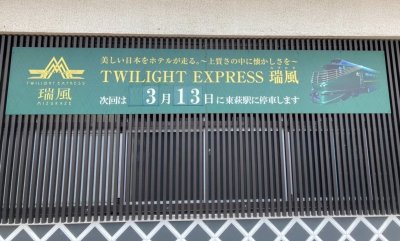 TWILIGHT EXPRESS
瑞風
MIZUKAZE
美しい日本をホテルが走る。～上質さの中に懐かしさを～
TWILIGHT EXPRESS 瑞風
次回は 3月13日に東萩駅に停車します